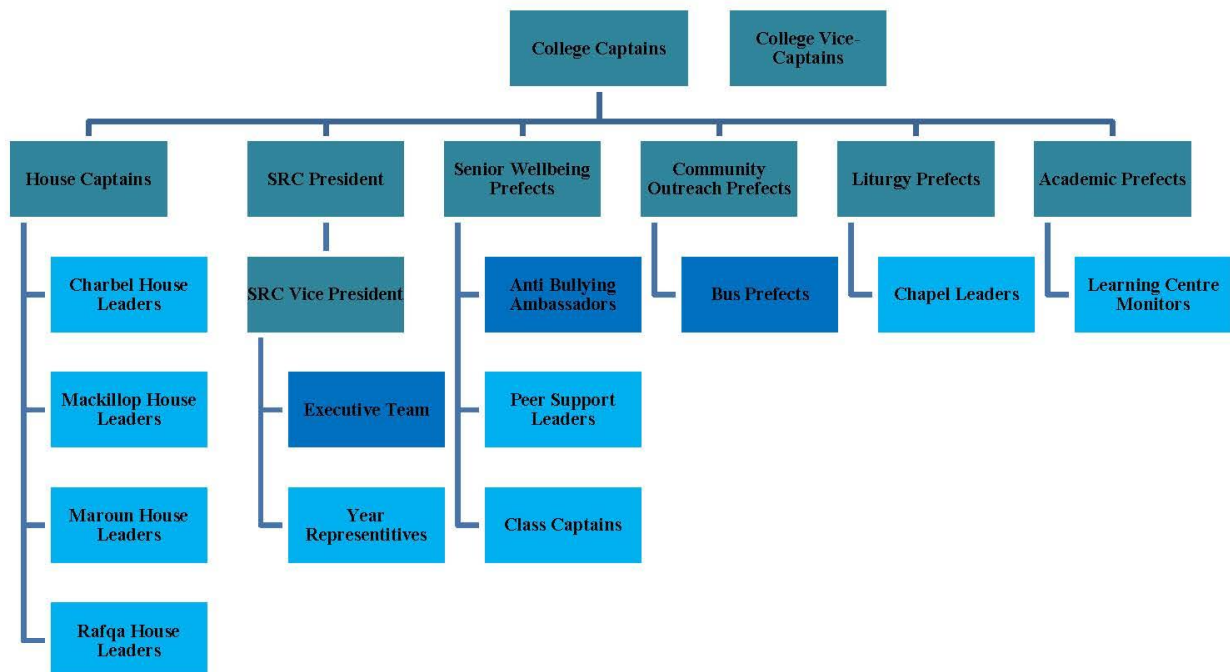 College Captains
College Vice-
Captains
House Captains
SRC President
Senior Wellbeing
Prefects
Community
Outreach Prefects
Liturgy Prefects
Academic Prefects
Charbel House
Leaders
SRC Vice President
Anti Bullying
Ambassadors
Bus Prefects
Chapel Leaders
Learning Centre
Monitors
Mackillop House
Leaders
Executive Team
Peer Support
Leaders
Maroun House
Leaders
Year
Representitives
Class Captains
Rafqa House
Leaders